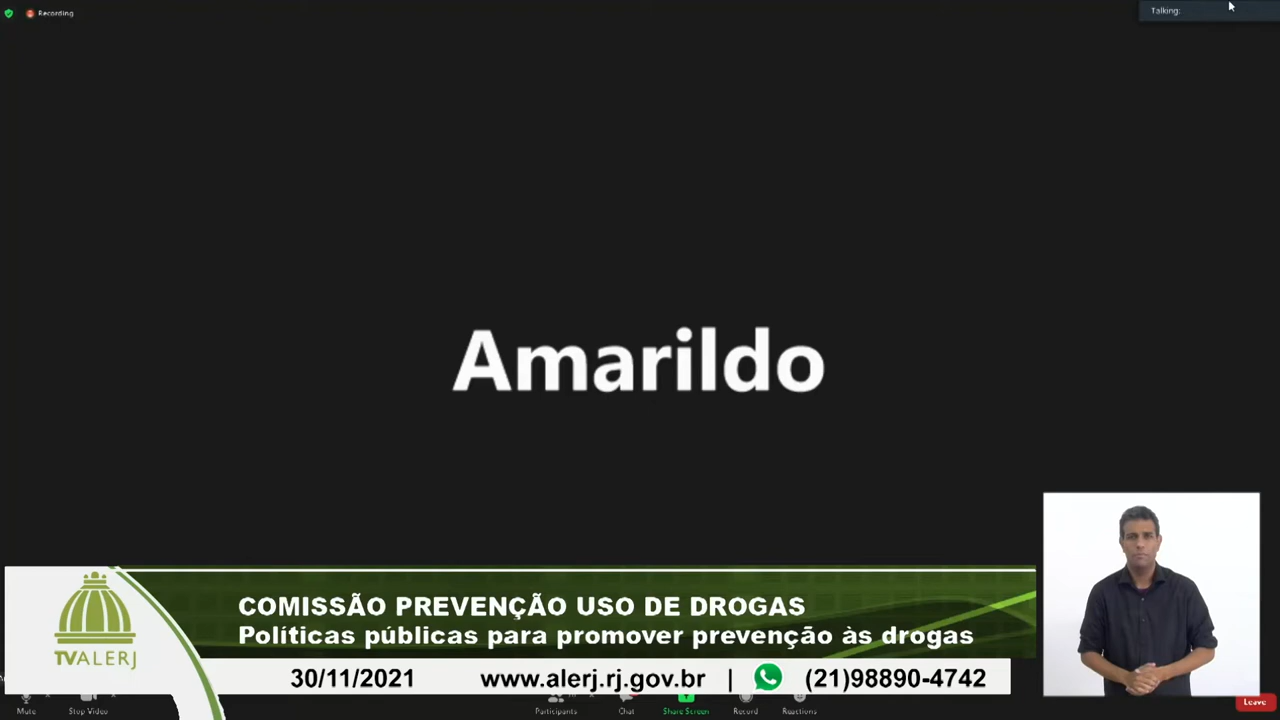 Recording
Talking:
Amarildo
COMISSÃO PREVENÇÃO USO DE DROGAS
Políticas públicas para promover prevenção às drogas
TVALERJ
30/11/2021 www.alerj.rj.gov.br | (21)98890-4742
Mute Stop Video Participants Chat Share Screen Record Reactions Leave